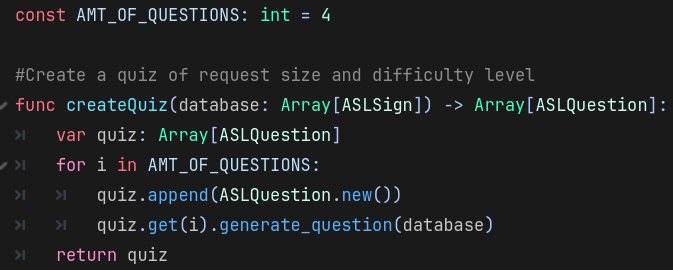 const AMT_OF_QUESTIONS: int = 4
#Create a quiz of request size and difficulty level
func createQuiz(database: Array[ASLSign]) -> Array[ASLQuestion]:
    var quiz: Array[ASLQuestion]
    for i in AMT_OF_QUESTIONS:
        quiz.append(ASLQuestion.new())
        quiz.get(i).generate_question(database)
    return quiz